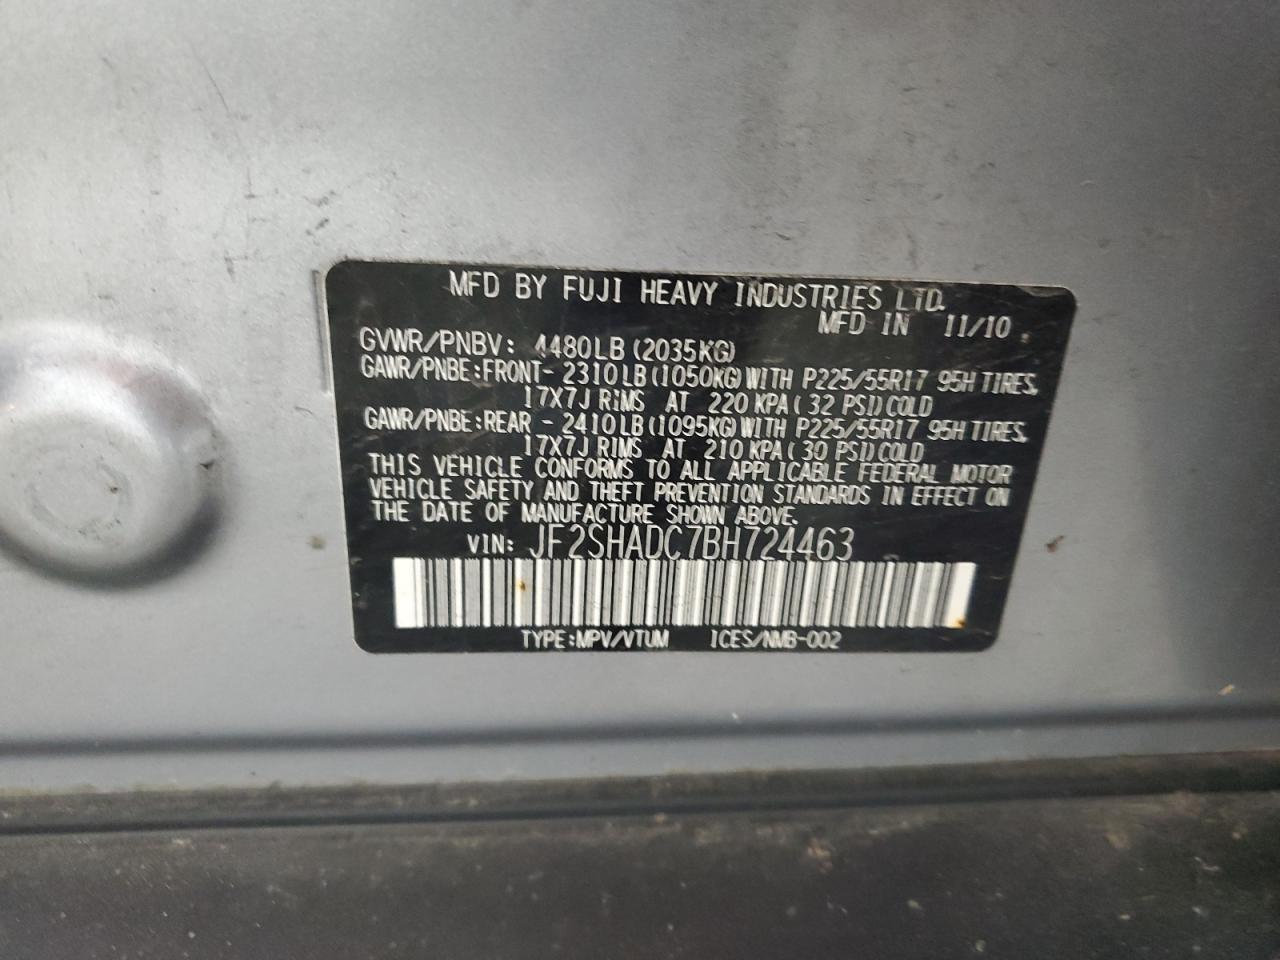 MFD BY FUJI HEAVY INDUSTRIES LTD.
MFD IN 11/10
GVWR/PNBV: 4480LB (2035KG)
GAWR/PNBE:FRONT- 2310LB (1050KG) WITH P225/55R17 95H TIRES,
17X7J RIMS AT 220 KPA ( 32 PSI) COLD
GAWR/PNBE:REAR - 2410LB (1095KG) WITH P225/55R17 95H TIRES,
17X7J RIMS AT 210 KPA ( 30 PSI) COLD
THIS VEHICLE CONFORMS TO ALL APPLICABLE FEDERAL MOTOR
VEHICLE SAFETY AND THEFT PREVENTION STANDARDS IN EFFECT ON
THE DATE OF MANUFACTURE SHOWN ABOVE.
VIN: JF2SHADC7BH724463
TYPE:MPV/VTUM ICES/NMB-002